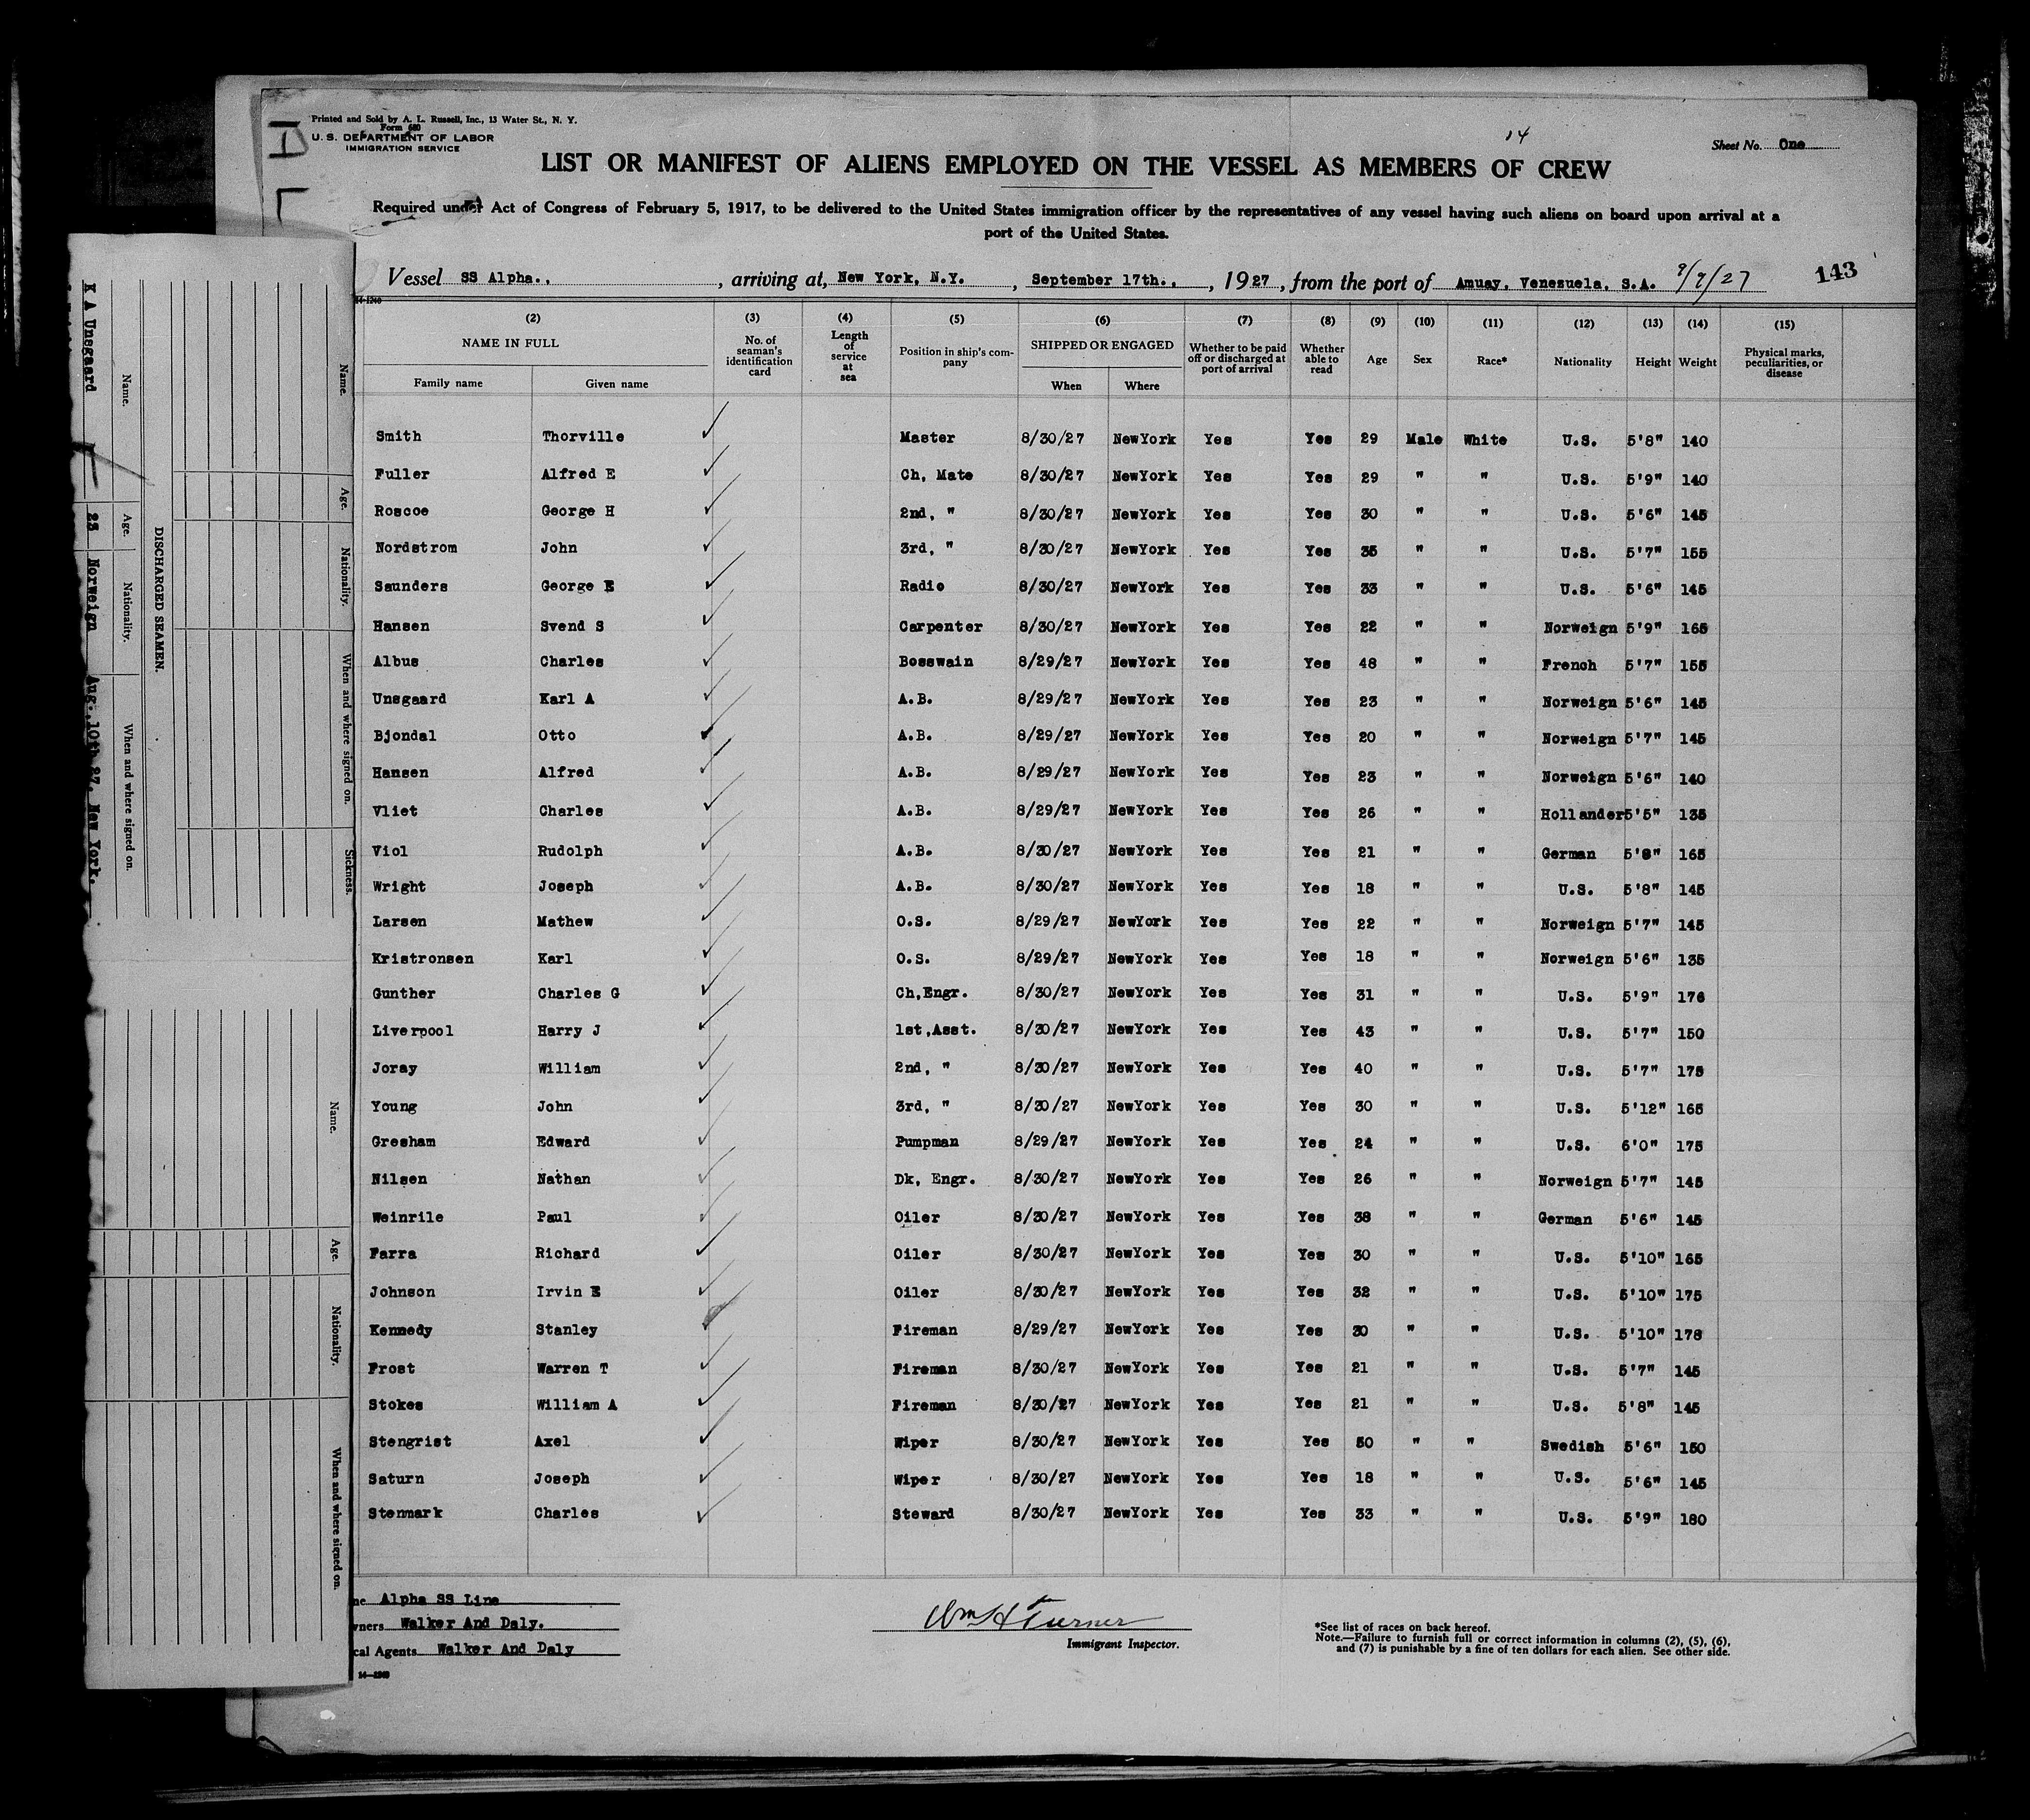 Printed and Sold by A. L. Russell, Inc., 13 Water St., N. Y.
Form 680
U. S. DEPARTMENT OF LABOR
IMMIGRATION SERVICE
14
Sheet No. One
LIST OR MANIFEST OF ALIENS EMPLOYED ON THE VESSEL AS MEMBERS OF CREW
Required under Act of Congress of February 5, 1917, to be delivered to the United States immigration officer by the representatives of any vessel having such aliens on board upon arrival at a
port of the United States.
Vessel SS Alpha., , arriving at, New York, N.Y. , September 17th., , 1927, from the port of Amuay, Venezuela, S.A. 9/7/27 143
14-1240
(2) (3) (4) (5) (6) (7) (8) (9) (10) (11) (12) (13) (14) (15)
NAME IN FULL No. of seaman's identification card Length of service at sea Position in ship's company SHIPPED OR ENGAGED Whether to be paid off or discharged at port of arrival Whether able to read Age Sex Race* Nationality Height Weight Physical marks, peculiarities, or disease
Family name Given name When Where
Smith Thorville Master 8/30/27 NewYork Yes Yes 29 Male White U.S. 5'8" 140
Fuller Alfred E Ch, Mate 8/30/27 NewYork Yes Yes 29 " " U.S. 5'9" 140
Roscoe George H 2nd, " 8/30/27 NewYork Yes Yes 30 " " U.S. 5'6" 145
Nordstrom John 3rd, " 8/30/27 NewYork Yes Yes 35 " " U.S. 5'7" 155
Saunders George E Radio 8/30/27 NewYork Yes Yes 33 " " U.S. 5'6" 145
Hansen Svend S Carpenter 8/30/27 NewYork Yes Yes 22 " " Norweign 5'9" 165
Albus Charles Bosswain 8/29/27 NewYork Yes Yes 48 " " French 5'7" 155
Unsgaard Karl A A.B. 8/29/27 NewYork Yes Yes 23 " " Norweign 5'6" 145
Bjondal Otto A.B. 8/29/27 NewYork Yes Yes 20 " " Norweign 5'7" 145
Hansen Alfred A.B. 8/29/27 NewYork Yes Yes 23 " " Norweign 5'6" 140
Vliet Charles A.B. 8/29/27 NewYork Yes Yes 26 " " Hollander 5'5" 135
Viol Rudolph A.B. 8/30/27 NewYork Yes Yes 21 " " German 5'8" 165
Wright Joseph A.B. 8/30/27 NewYork Yes Yes 18 " " U.S. 5'8" 145
Larsen Mathew O.S. 8/29/27 NewYork Yes Yes 22 " " Norweign 5'7" 145
Kristronsen Karl O.S. 8/29/27 NewYork Yes Yes 18 " " Norweign 5'6" 135
Gunther Charles G Ch,Engr. 8/30/27 NewYork Yes Yes 31 " " U.S. 5'9" 176
Liverpool Harry J 1st,Asst. 8/30/27 NewYork Yes Yes 43 " " U.S. 5'7" 150
Joray William 2nd, " 8/30/27 NewYork Yes Yes 40 " " U.S. 5'7" 175
Young John 3rd, " 8/30/27 NewYork Yes Yes 30 " " U.S. 5'12" 165
Gresham Edward Pumpman 8/29/27 NewYork Yes Yes 24 " " U.S. 6'0" 175
Nilsen Nathan Dk, Engr. 8/30/27 NewYork Yes Yes 26 " " Norweign 5'7" 145
Weinrile Paul Oiler 8/30/27 NewYork Yes Yes 38 " " German 5'6" 145
Farra Richard Oiler 8/30/27 NewYork Yes Yes 30 " " U.S. 5'10" 165
Johnson Irvin E Oiler 8/30/27 NewYork Yes Yes 32 " " U.S. 5'10" 175
Kennedy Stanley Fireman 8/29/27 NewYork Yes Yes 30 " " U.S. 5'10" 178
Frost Warren T Fireman 8/30/27 NewYork Yes Yes 21 " " U.S. 5'7" 145
Stokes William A Fireman 8/30/27 NewYork Yes Yes 21 " " U.S. 5'8" 145
Stengrist Axel Wiper 8/30/27 NewYork Yes Yes 50 " " Swedish 5'6" 150
Saturn Joseph Wiper 8/30/27 NewYork Yes Yes 18 " " U.S. 5'6" 145
Stenmark Charles Steward 8/30/27 NewYork Yes Yes 33 " " U.S. 5'9" 180
ne Alpha SS Line
wners Walker And Daly.
cal Agents Walker And Daly
14—1240
Wm H Turner
Immigrant Inspector.
*See list of races on back hereof.
Note.—Failure to furnish full or correct information in columns (2), (5), (6),
and (7) is punishable by a fine of ten dollars for each alien. See other side.
Name. Age. Nationality. When and where signed on. Sickness.
DISCHARGED SEAMEN.
Name. Age. Nationality. When and where signed on.
K A Unsgaard 23 Norweign Aug.,10th 27. New York.
Name. Age. Nationality. When and where signed on.